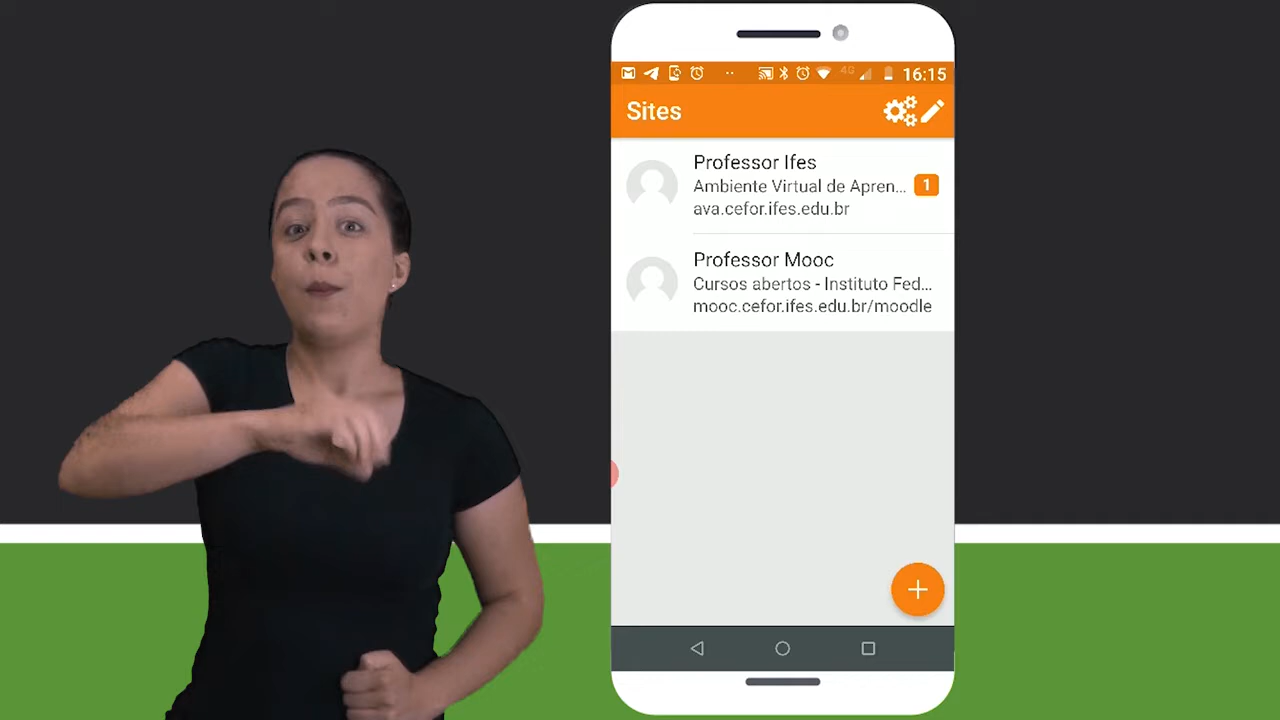 4G 16:15
Sites
Professor Ifes
Ambiente Virtual de Apren... 1
ava.cefor.ifes.edu.br
Professor Mooc
Cursos abertos - Instituto Fed...
mooc.cefor.ifes.edu.br/moodle